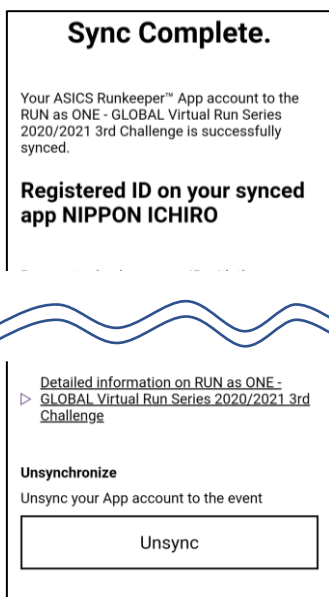 Sync Complete.
Your ASICS Runkeeper™ App account to the
RUN as ONE - GLOBAL Virtual Run Series
2020/2021 3rd Challenge is successfully
synced.
Registered ID on your synced
app NIPPON ICHIRO
Detailed information on RUN as ONE -
GLOBAL Virtual Run Series 2020/2021 3rd
Challenge
Unsynchronize
Unsync your App account to the event
Unsync